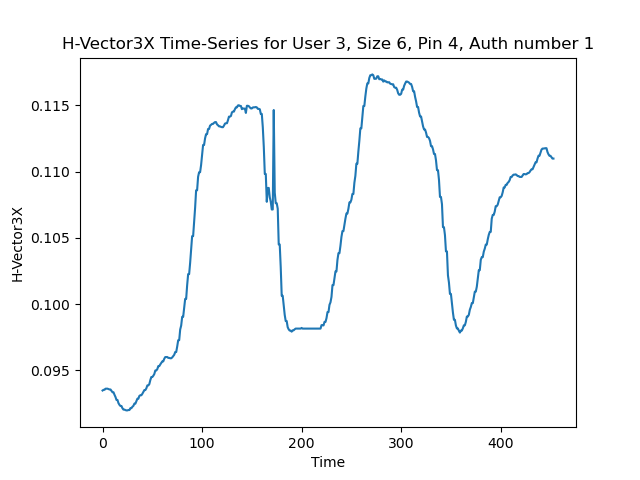 H-Vector3X Time-Series for User 3, Size 6, Pin 4, Auth number 1
0.115
0.110
0.105
0.100
0.095
H-Vector3X
0 100 200 300 400
Time